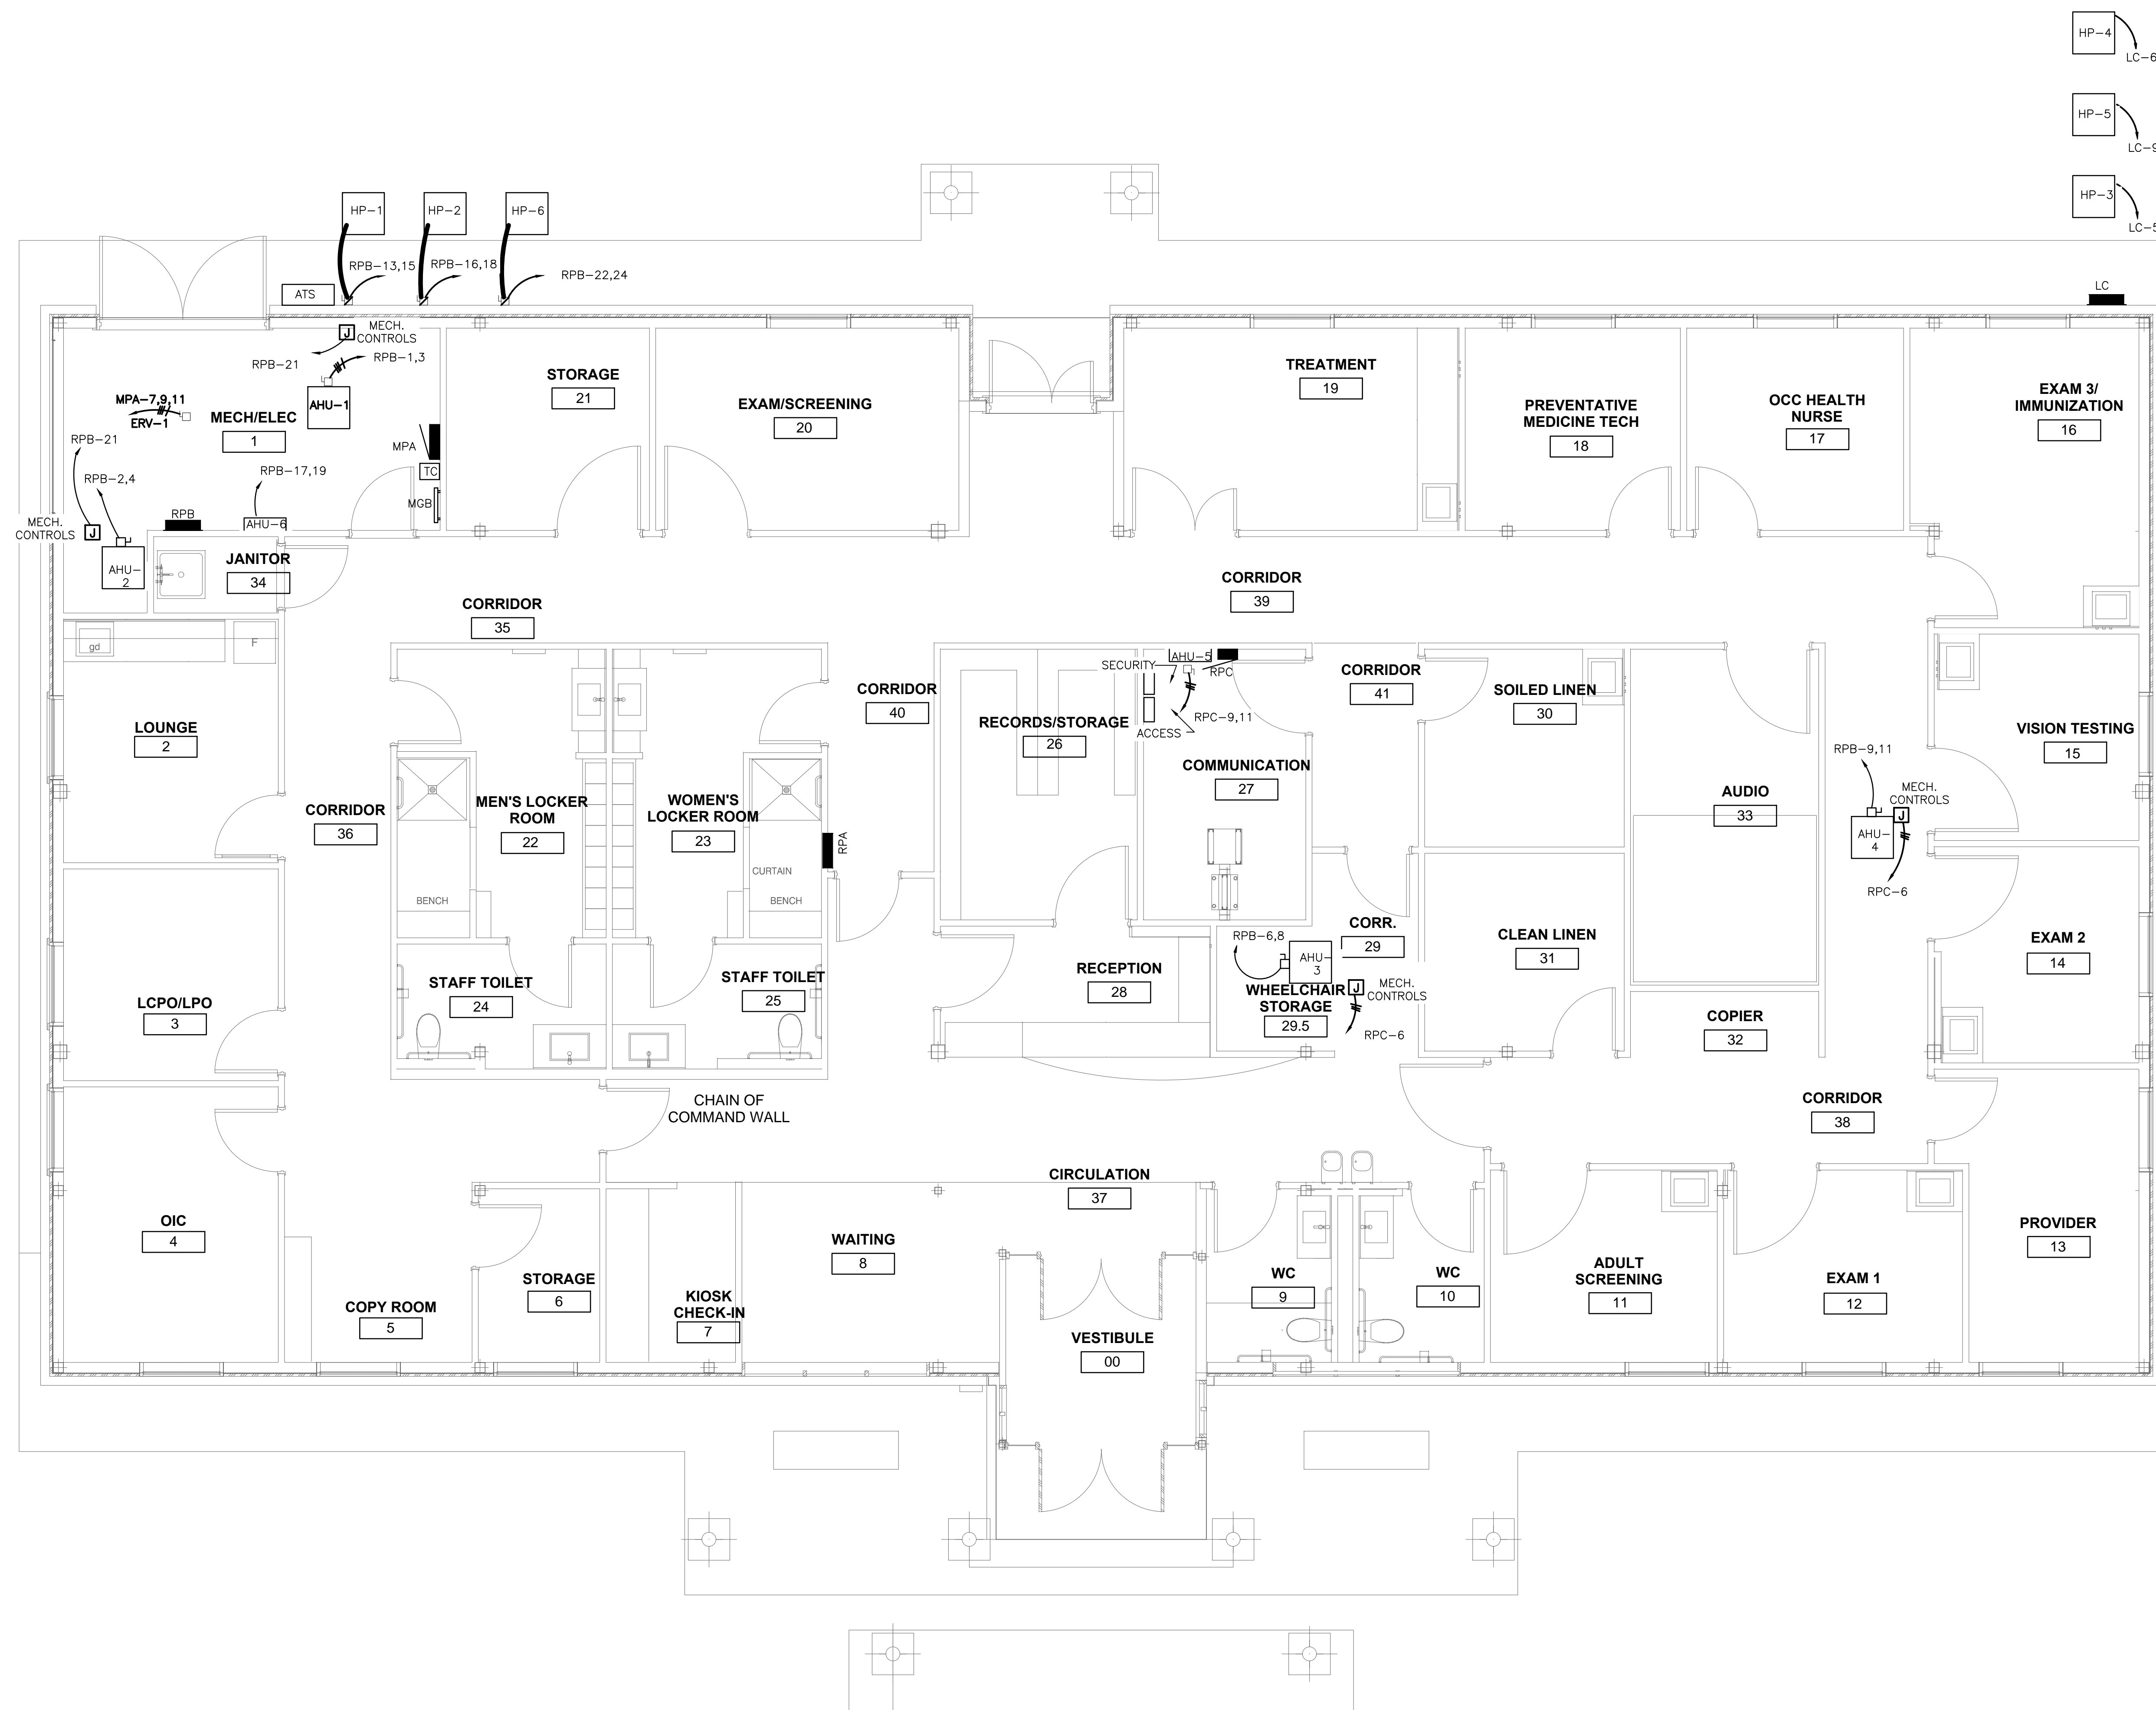 HP-4
LC-6
HP-5
LC-9
HP-3
LC-5
HP-1
HP-2
HP-6
RPB-13,15
RPB-16,18
RPB-22,24
ATS
LC
MECH.
CONTROLS
J
RPB-21
RPB-1,3
AHU-1
MPA-7,9,11
ERV-1
MECH/ELEC
1
RPB-21
RPB-2,4
RPB-17,19
MPA
TC
MGB
MECH.
CONTROLS
J
RPB
AHU-6
AHU-
2
JANITOR
34
STORAGE
21
EXAM/SCREENING
20
TREATMENT
19
PREVENTATIVE
MEDICINE TECH
18
OCC HEALTH
NURSE
17
EXAM 3/
IMMUNIZATION
16
CORRIDOR
35
CORRIDOR
39
gd
F
LOUNGE
2
CORRIDOR
36
MEN'S LOCKER
ROOM
22
WOMEN'S
LOCKER ROOM
23
CURTAIN
BENCH
BENCH
RPA
CORRIDOR
40
RECORDS/STORAGE
26
SECURITY
AHU-5
RPC
RPC-9,11
ACCESS
COMMUNICATION
27
CORRIDOR
41
SOILED LINEN
30
AUDIO
33
RPB-9,11
MECH.
CONTROLS
J
AHU-
4
RPC-6
VISION TESTING
15
LCPO/LPO
3
STAFF TOILET
24
STAFF TOILET
25
RECEPTION
28
RPB-6,8
AHU-
3
CORR.
29
WHEELCHAIR
STORAGE
29.5
J
MECH.
CONTROLS
RPC-6
CLEAN LINEN
31
COPIER
32
EXAM 2
14
CHAIN OF
COMMAND WALL
CORRIDOR
38
CIRCULATION
37
OIC
4
COPY ROOM
5
STORAGE
6
KIOSK
CHECK-IN
7
WAITING
8
VESTIBULE
00
WC
9
WC
10
ADULT
SCREENING
11
EXAM 1
12
PROVIDER
13